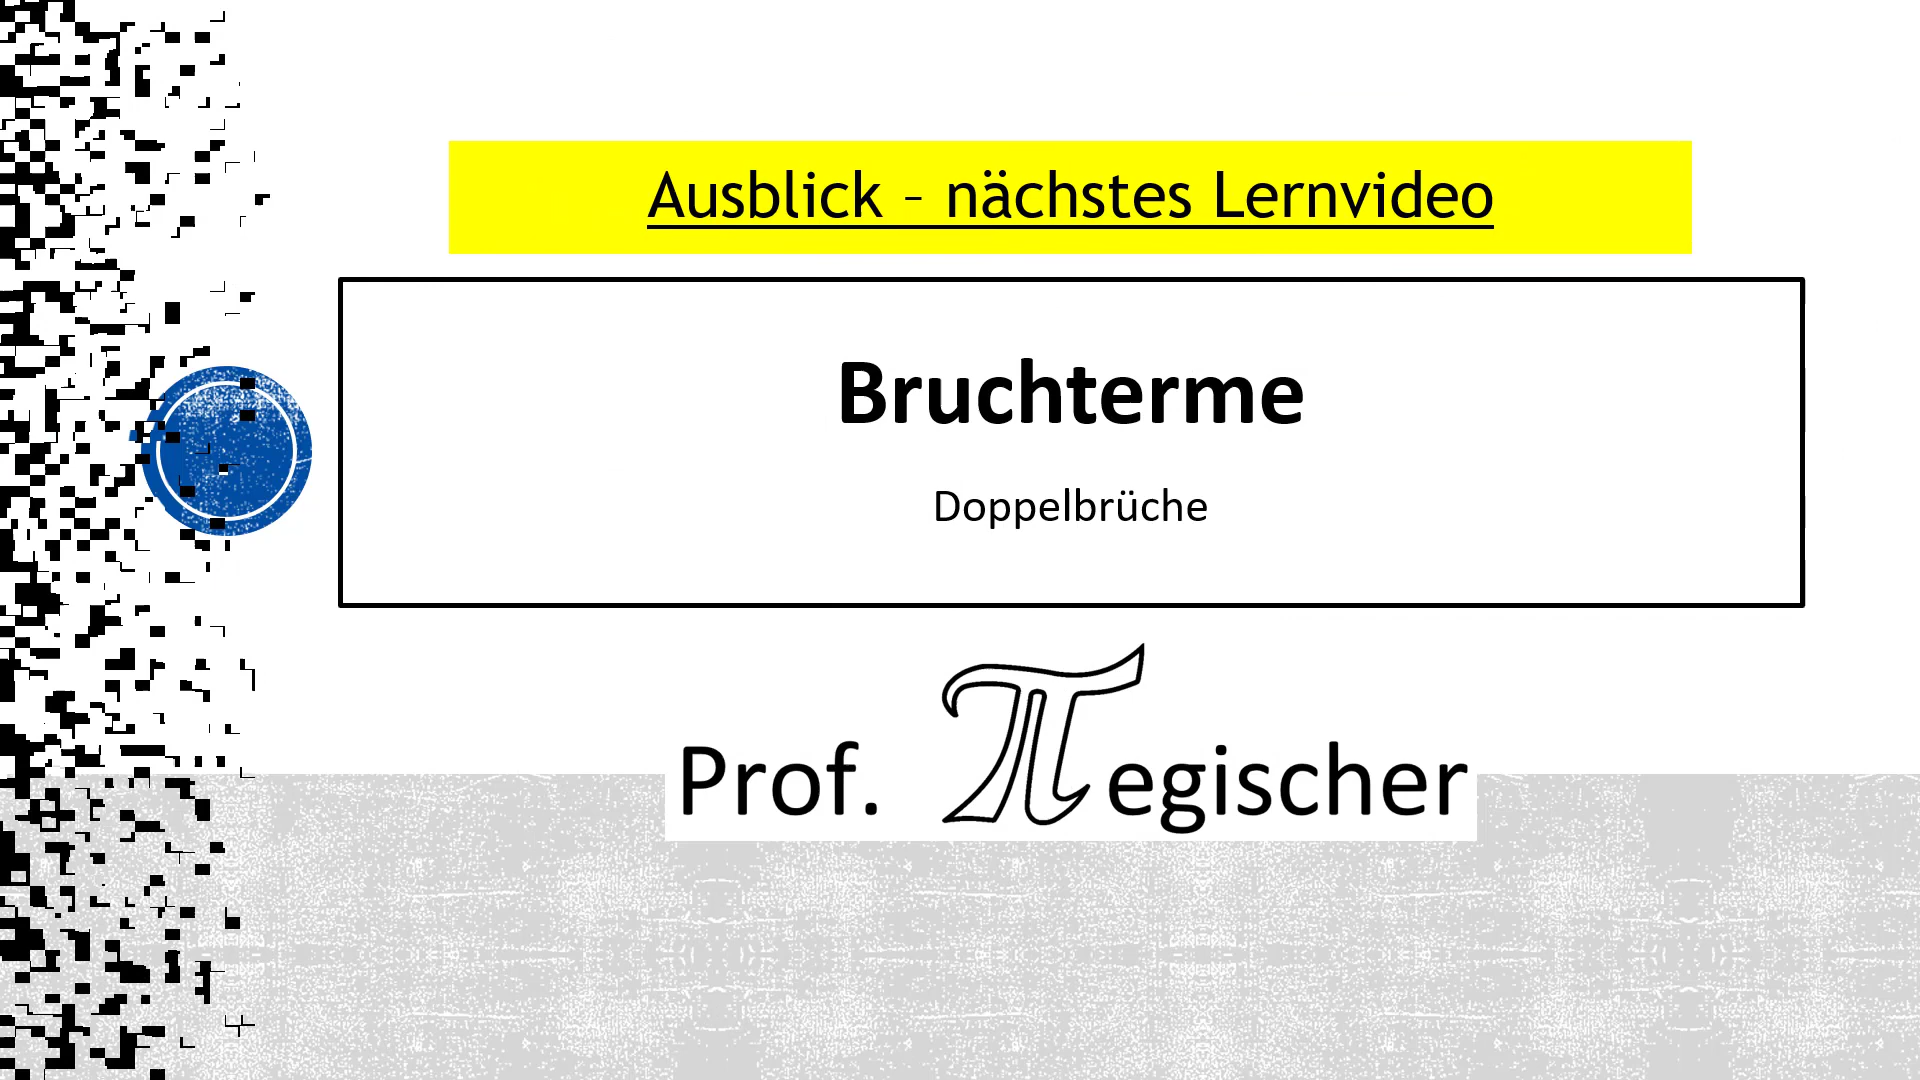 Ausblick – nächstes Lernvideo
Bruchterme
Doppelbrüche
Prof. πegischer